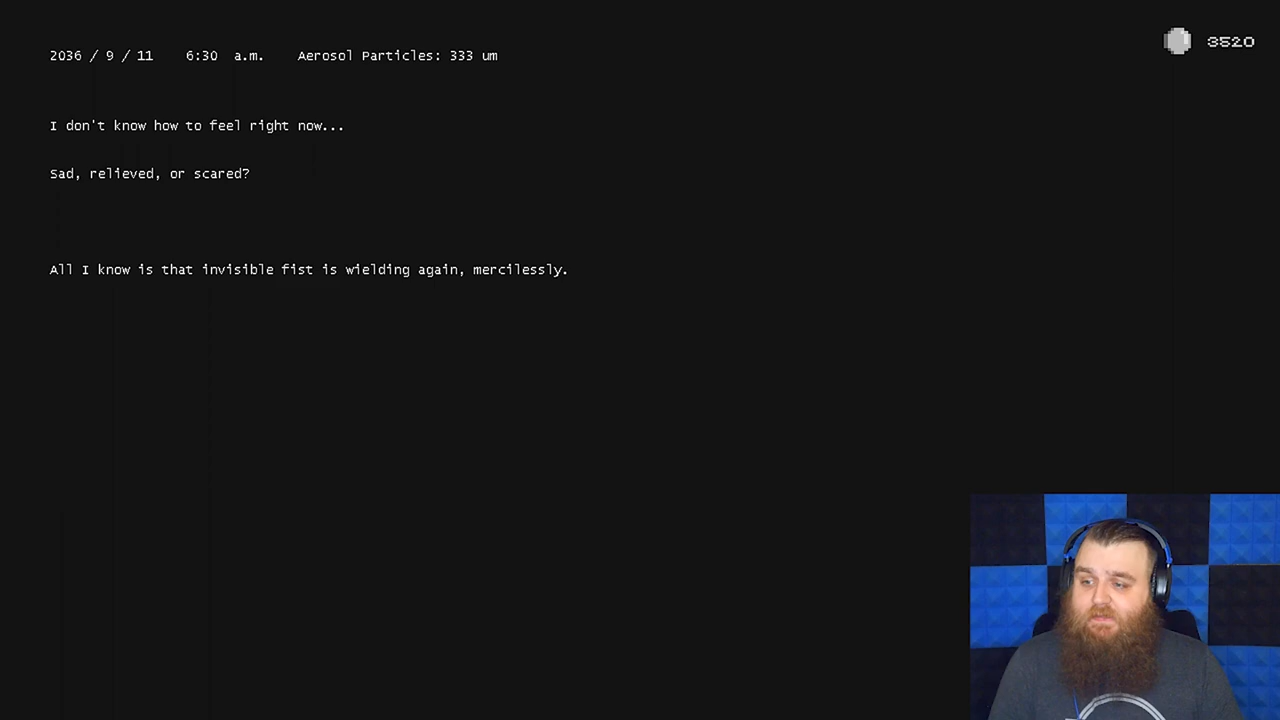 2036 / 9 / 11 6:30 a.m. Aerosol Particles: 333 um
3520
I don't know how to feel right now...
Sad, relieved, or scared?
All I know is that invisible fist is wielding again, mercilessly.